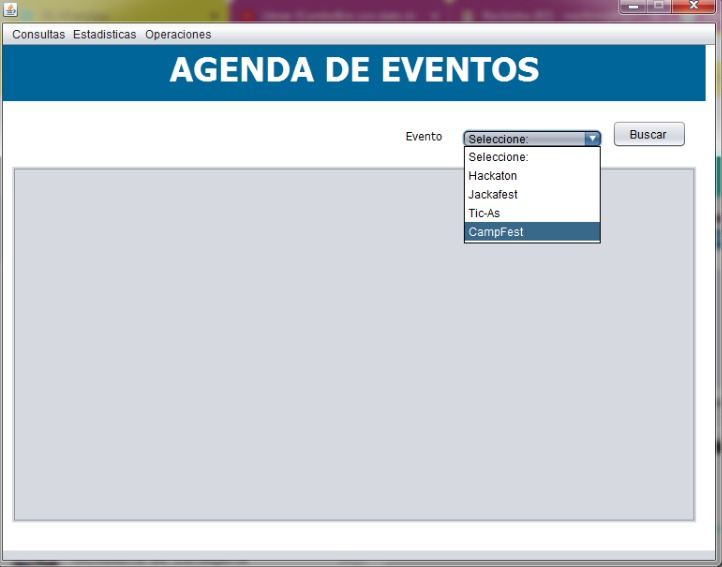 Consultas Estadisticas Operaciones
AGENDA DE EVENTOS
Evento Seleccione: Buscar
Seleccione:
Hackaton
Jackafest
Tic-As
CampFest